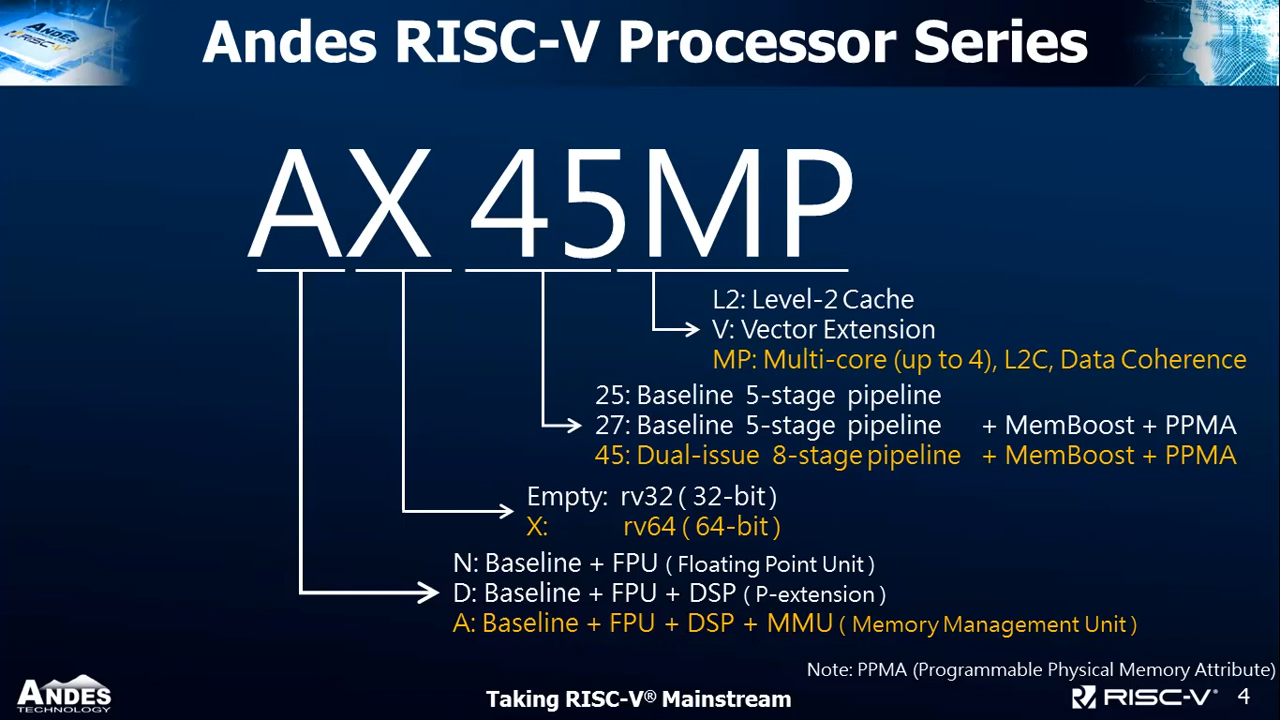 Andes RISC-V Processor Series
AX 45MP
L2: Level-2 Cache
V: Vector Extension
MP: Multi-core (up to 4), L2C, Data Coherence
25: Baseline 5-stage pipeline
27: Baseline 5-stage pipeline + MemBoost + PPMA
45: Dual-issue 8-stage pipeline + MemBoost + PPMA
Empty: rv32 ( 32-bit )
X: rv64 ( 64-bit )
N: Baseline + FPU ( Floating Point Unit )
D: Baseline + FPU + DSP ( P-extension )
A: Baseline + FPU + DSP + MMU ( Memory Management Unit )
Note: PPMA (Programmable Physical Memory Attribute)
ANDES
TECHNOLOGY
Taking RISC-V® Mainstream
RISC-V® 4